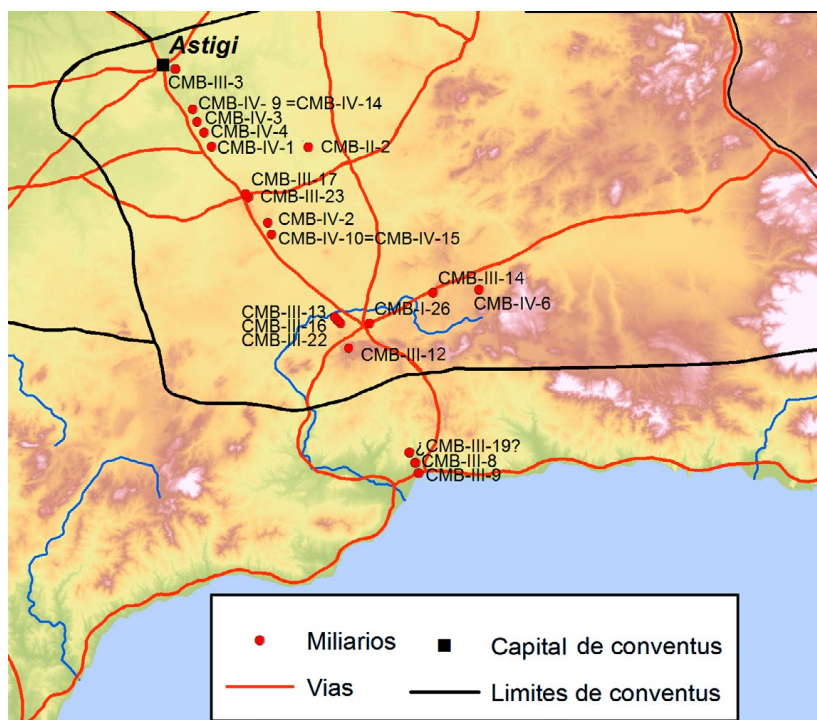 Astigi
CMB-III-3
CMB-IV- 9 =CMB-IV-14
CMB-IV-3
CMB-IV-4
CMB-IV-1
CMB-II-2
CMB-III-17
CMB-III-23
CMB-IV-2
CMB-IV-10=CMB-IV-15
CMB-III-14
CMB-IV-6
CMB-III-13
CMB-I-26
CMB-III-16
CMB-III-22
CMB-III-12
¿CMB-III-19?
CMB-III-8
CMB-III-9
Miliarios
Capital de conventus
Vias
Limites de conventus